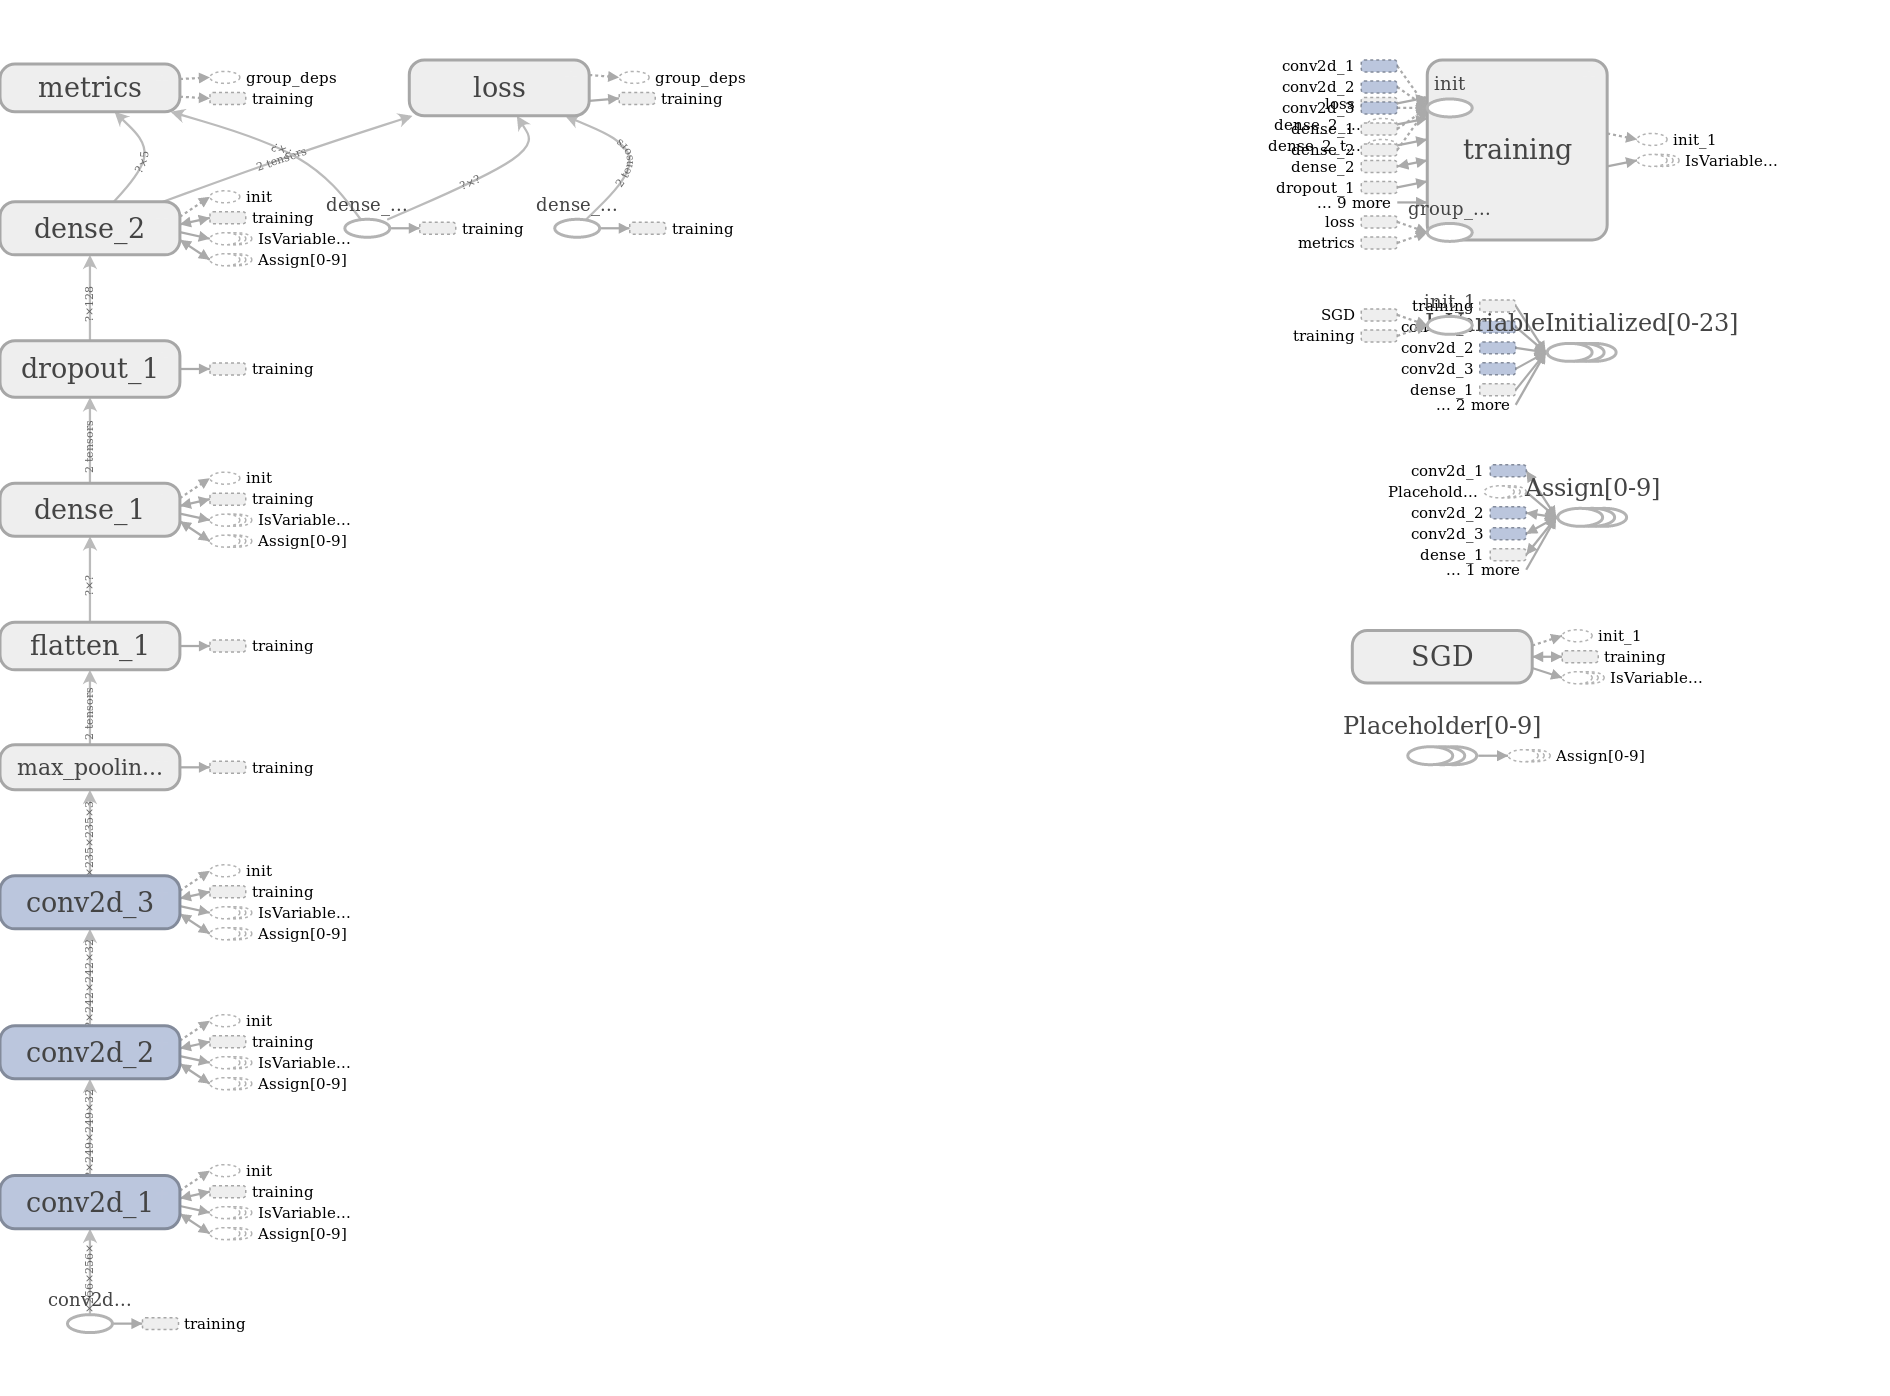 metrics
group_deps
training
loss
group_deps
training
?×5
2 tensors
?×?
2 tensors
dense_2
init
training
IsVariable...
Assign[0-9]
dense_...
training
dense_...
training
?×128
dropout_1
training
2 tensors
dense_1
init
training
IsVariable...
Assign[0-9]
?×?
flatten_1
training
2 tensors
max_poolin...
training
×235×235×3
conv2d_3
init
training
IsVariable...
Assign[0-9]
?×242×242×32
conv2d_2
init
training
IsVariable...
Assign[0-9]
×249×249×32
conv2d_1
init
training
IsVariable...
Assign[0-9]
×256×256×
conv2d...
training
conv2d_1
conv2d_2
loss
conv2d_3
dense_2_...
dense_1
dense_2_t...
dense_2
dense_2
dropout_1
... 9 more
loss
metrics
init
training
group_...
init_1
IsVariable...
SGD
training
init_1
training
VariableInitialized[0-23]
conv2d_2
conv2d_3
dense_1
... 2 more
conv2d_1
Placehold...
conv2d_2
conv2d_3
dense_1
... 1 more
Assign[0-9]
SGD
init_1
training
IsVariable...
Placeholder[0-9]
Assign[0-9]